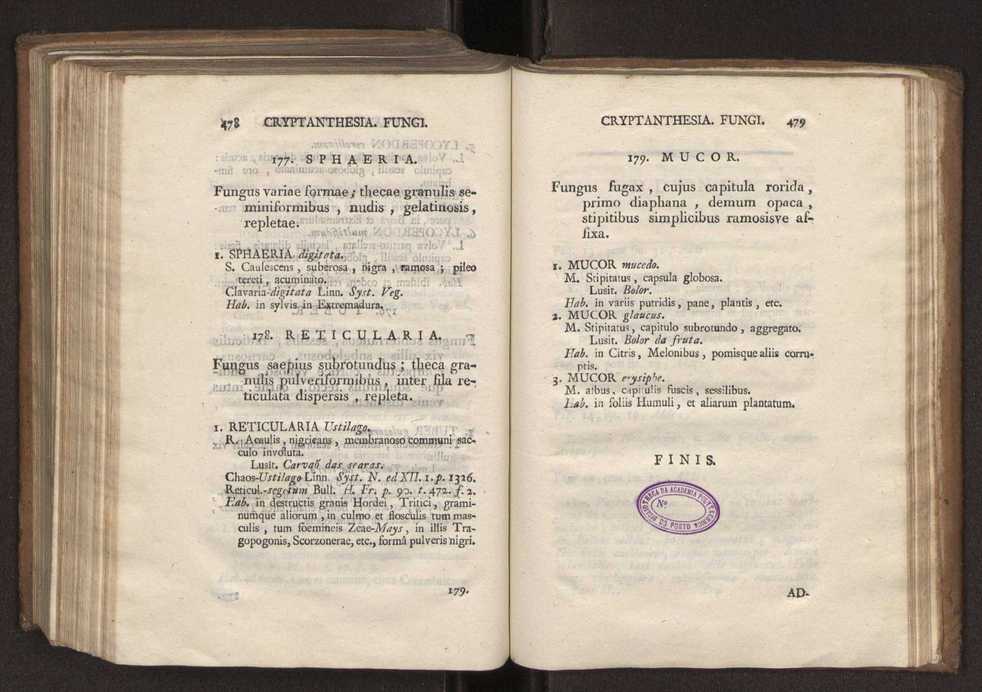 478 CRYPTANTHESIA. FUNGI.
177. SPHAERIA.
Fungus variae formae ; thecae granulis se-
miniformibus , nudis , gelatinosis ,
repletae.
1. SPHAERIA digitata.
S. Caulescens , suberosa , nigra , ramosa ; pileo
tereti , acuminato.
Clavaria-digitata Linn. Syst. Veg.
Hab. in sylvis in Extremadura.
178. RETICULARIA.
Fungus saepius subrotundus ; theca gra-
nulis pulveriformibus , inter fila re-
ticulata dispersis , repleta.
1. RETICULARIA Ustilago.
R. Acaulis , nigricans , membranoso communi sac-
culo involuta.
Lusit. Carvaõ das searas.
Chaos-Ustilago Linn. Syst. N. ed XII. 1. p. 1326.
Reticul.-segetum Bull. H. Fr. p. 90. t. 472. f. 2.
Hab. in destructis granis Hordei , Tritici , grami-
numque aliorum , in culmo et flosculis tum mas-
culis , tum foemineis Zeae-Mays , in illis Tra-
gopogonis, Scorzonerae, etc., formâ pulveris nigri.
179.
CRYPTANTHESIA. FUNGI. 479
179. MUCOR.
Fungus fugax , cujus capitula rorida ,
primo diaphana , demum opaca ,
stipitibus simplicibus ramosisve af-
fixa.
1. MUCOR mucedo.
M. Stipitatus , capsula globosa.
Lusit. Bolor.
Hab. in variis putridis , pane , plantis , etc.
2. MUCOR glaucus.
M. Stipitatus , capitulo subrotundo , aggregato.
Lusit. Bolor da fruta.
Hab. in Citris , Melonibus , pomisque aliis corru-
ptis.
3. MUCOR erysiphe.
M. albus , capitulis fuscis , sessilibus.
Hab. in foliis Humuli , et aliarum plantatum.
FINIS.
DA ACADEMIA POLYTECHNICA
Nº
DO PORTO
AD-